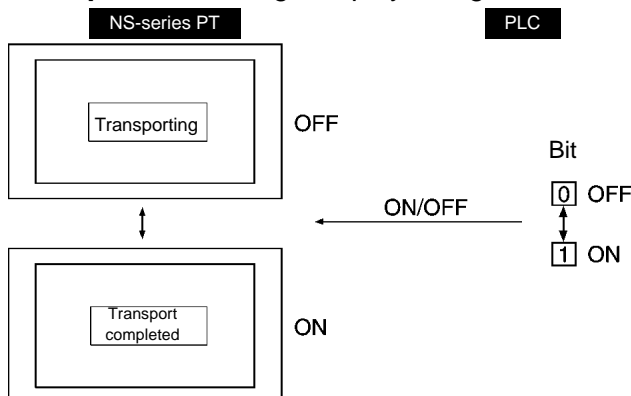 NS-series PT
PLC
Transporting
OFF
Bit
0 OFF
ON/OFF
1 ON
Transport
completed
ON